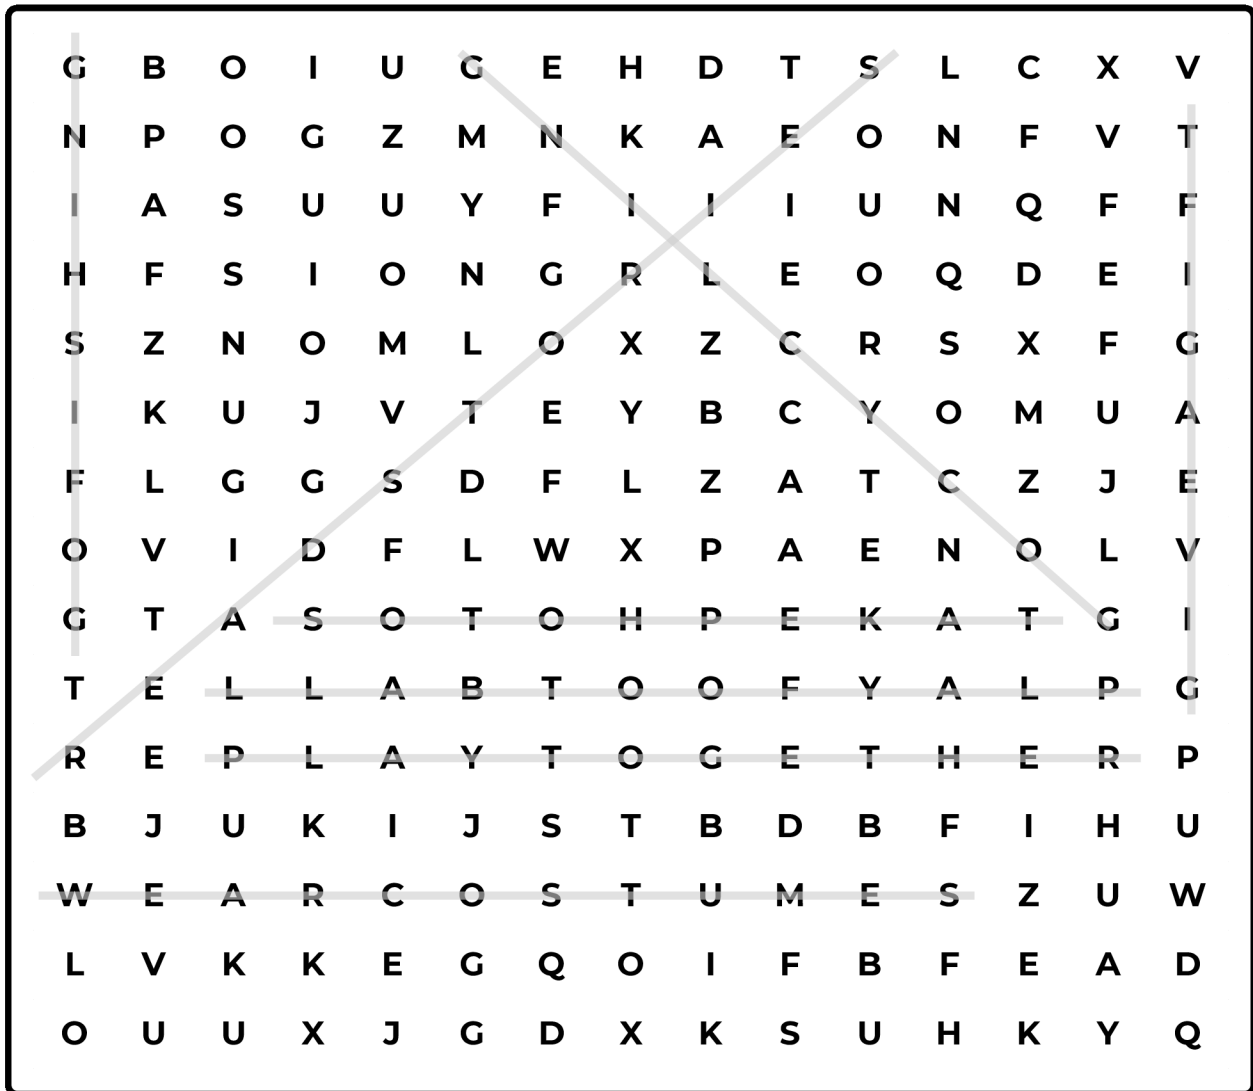 G B O I U G E H D T S L C X V
N P O G Z M N K A E O N F V T
I A S U U Y F I I I U N Q F F
H F S I O N G R L E O Q D E I
S Z N O M L O X Z C R S X F G
I K U J V T E Y B C Y O M U A
F L G G S D F L Z A T C Z J E
O V I D F L W X P A E N O L V
G T A S O T O H P E K A T G I
T E L L A B T O O F Y A L P G
R E P L A Y T O G E T H E R P
B J U K I J S T B D B F I H U
W E A R C O S T U M E S Z U W
L V K K E G Q O I F B F E A D
O U U X J G D X K S U H K Y Q